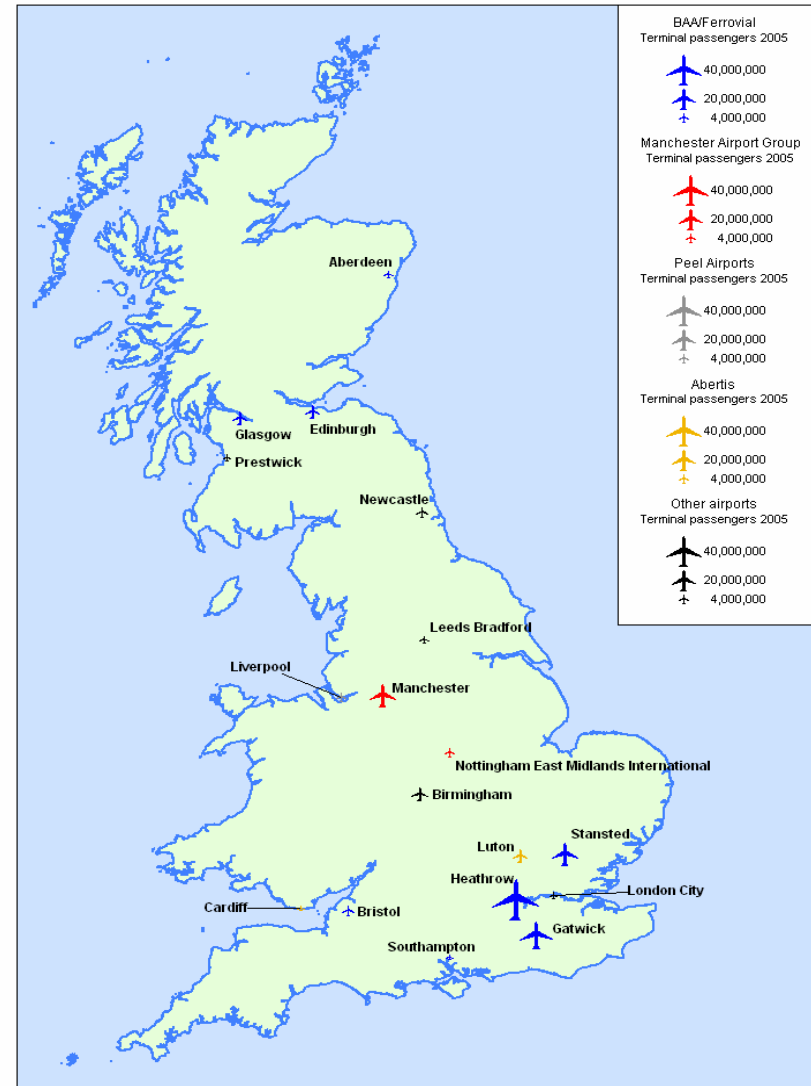 BAA/Ferrovial
Terminal passengers 2005
40,000,000
20,000,000
4,000,000
Manchester Airport Group
Terminal passengers 2005
40,000,000
20,000,000
4,000,000
Peel Airports
Terminal passengers 2005
40,000,000
20,000,000
4,000,000
Abertis
Terminal passengers 2005
40,000,000
20,000,000
4,000,000
Other airports
Terminal passengers 2005
40,000,000
20,000,000
4,000,000
Aberdeen
Glasgow
Edinburgh
Prestwick
Newcastle
Leeds Bradford
Liverpool
Manchester
Nottingham East Midlands International
Birmingham
Luton
Stansted
Heathrow
London City
Cardiff
Bristol
Gatwick
Southampton